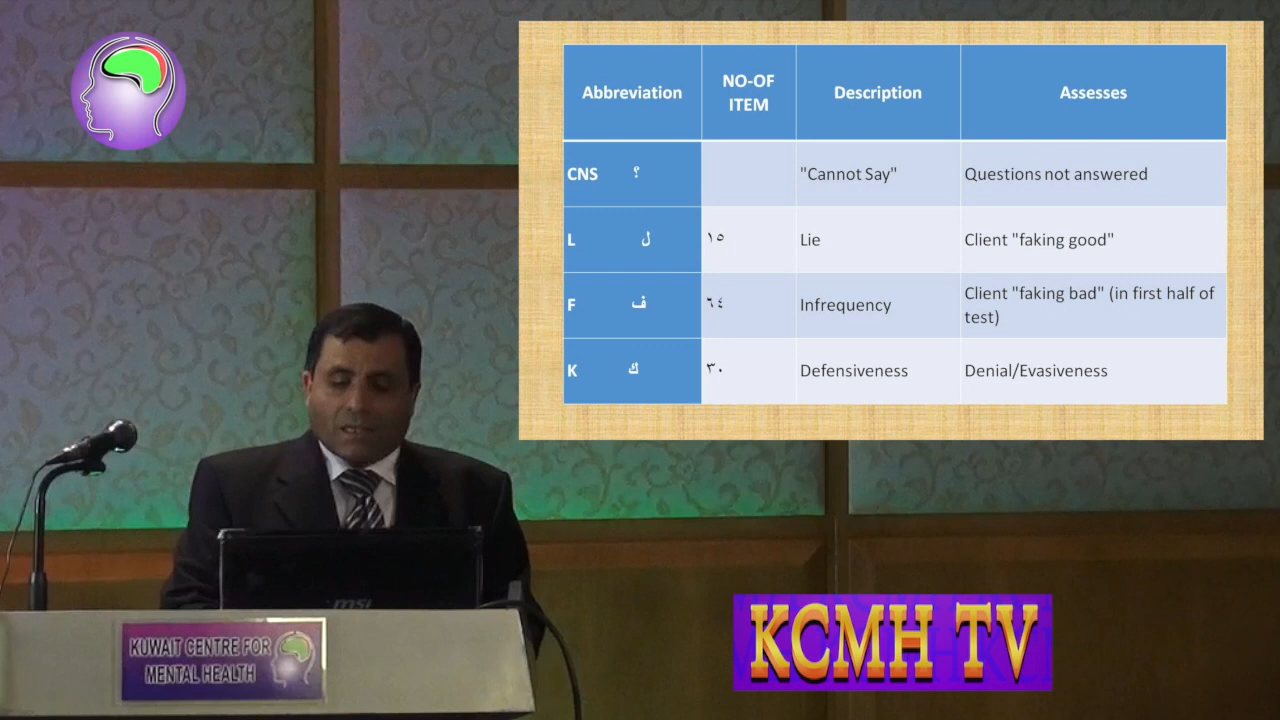 Abbreviation NO-OF ITEM Description Assesses
CNS ؟ "Cannot Say" Questions not answered
L ل ١٥ Lie Client "faking good"
F ف ٦٤ Infrequency Client "faking bad" (in first half of test)
K ك ٣٠ Defensiveness Denial/Evasiveness
msi
KUWAIT CENTRE FOR
MENTAL HEALTH
KCMH TV